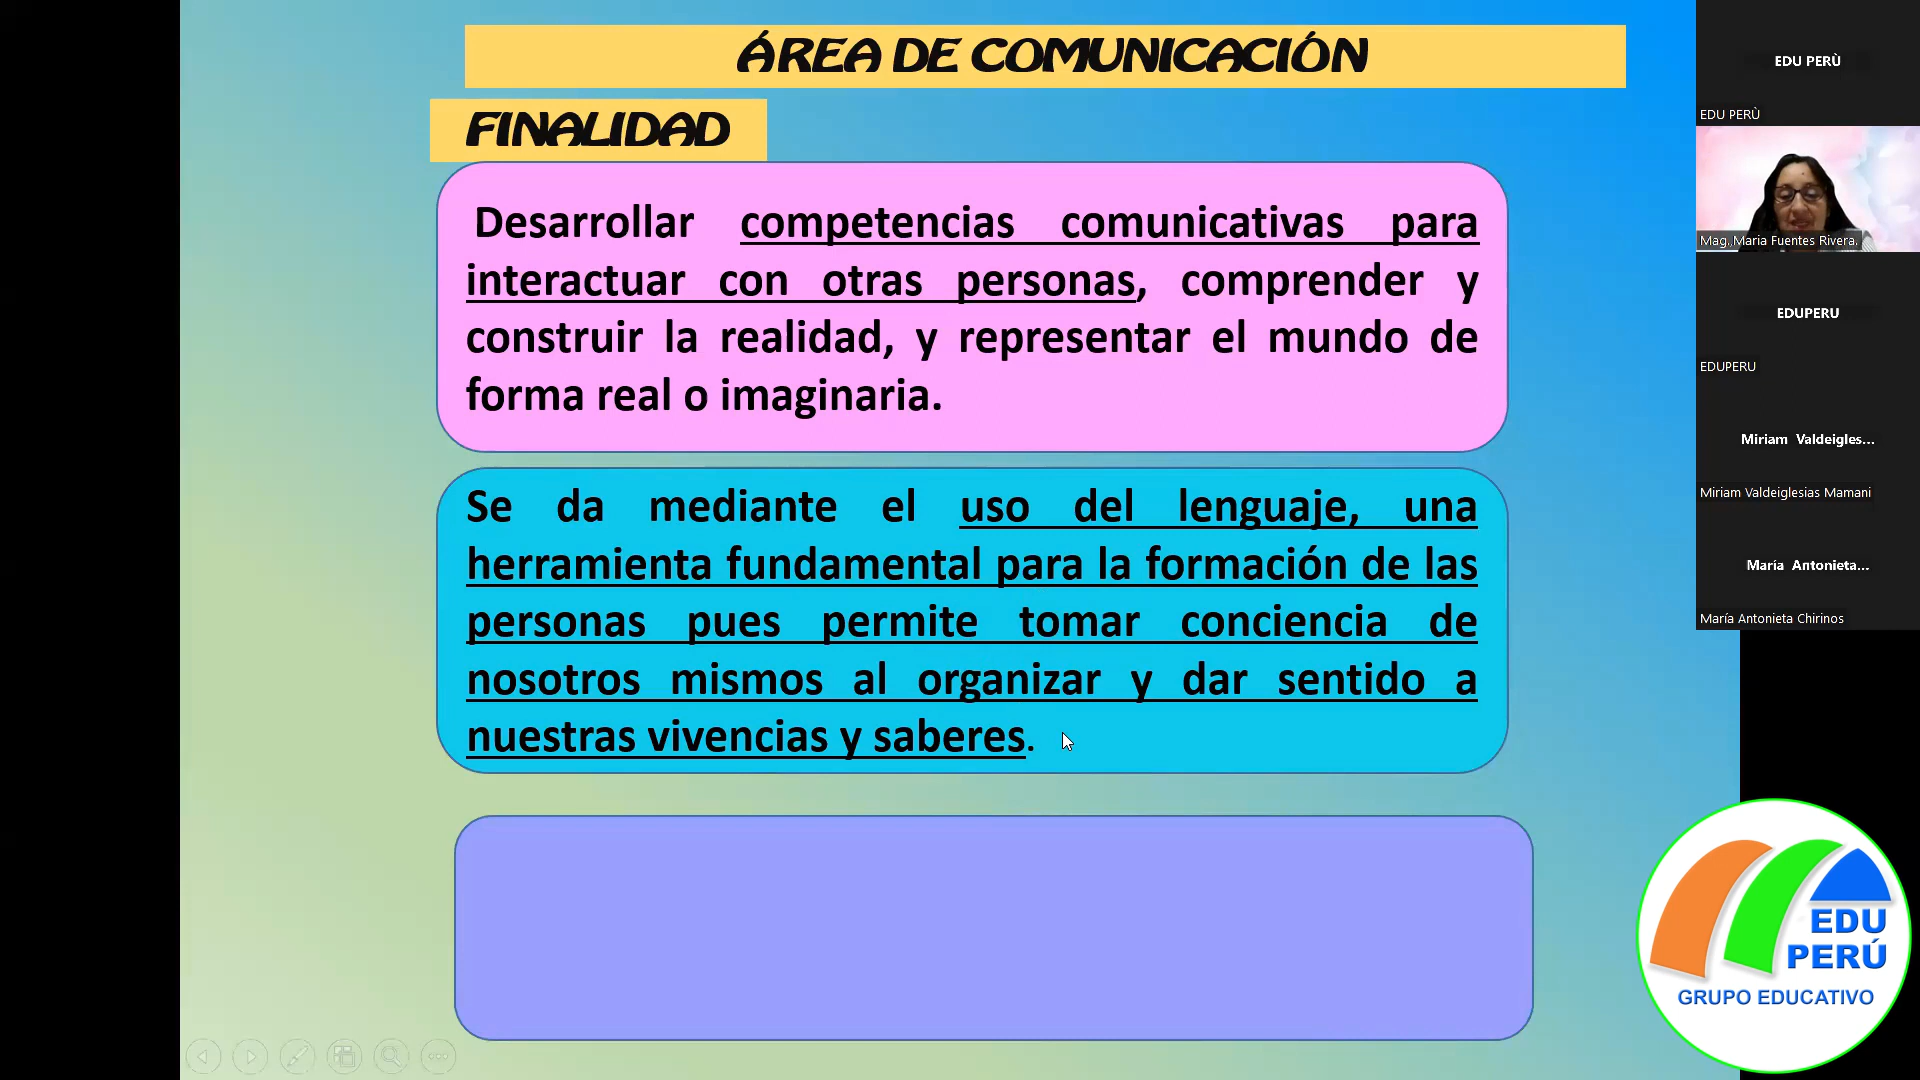 ÁREA DE COMUNICACIÓN
FINALIDAD
Desarrollar competencias comunicativas para
interactuar con otras personas, comprender y
construir la realidad, y representar el mundo de
forma real o imaginaria.
Se da mediante el uso del lenguaje, una
herramienta fundamental para la formación de las
personas pues permite tomar conciencia de
nosotros mismos al organizar y dar sentido a
nuestras vivencias y saberes.
EDU PERÙ
EDU PERÙ
Mag. Maria Fuentes Rivera.
EDUPERU
EDUPERU
Miriam Valdeigles...
Miriam Valdeiglesias Mamani
María Antonieta...
María Antonieta Chirinos
EDU
PERÚ
GRUPO EDUCATIVO